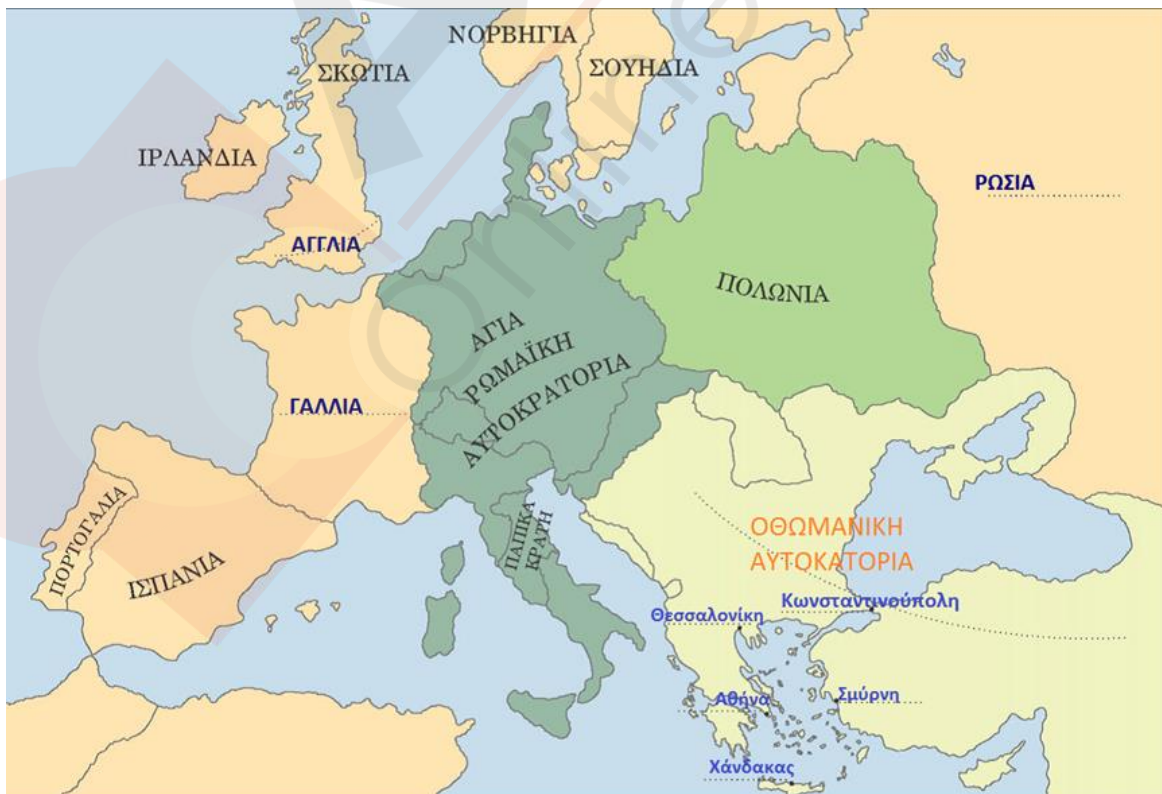 ΝΟΡΒΗΓΙΑ
ΣΚΩΤΙΑ
ΣΟΥΗΔΙΑ
ΙΡΛΑΝΔΙΑ
ΡΩΣΙΑ
ΑΓΓΛΙΑ
ΠΟΛΩΝΙΑ
ΑΓΙΑ
ΡΩΜΑΪΚΗ
ΑΥΤΟΚΡΑΤΟΡΙΑ
ΓΑΛΛΙΑ
ΠΟΡΤΟΓΑΛΙΑ
ΙΣΠΑΝΙΑ
ΠΑΠΙΚΑ
ΚΡΑΤΗ
ΟΘΩΜΑΝΙΚΗ
ΑΥΤΟΚΑΤΟΡΙΑ
Κωνσταντινούπολη
Θεσσαλονίκη
Αθήνα
Σμύρνη
Χάνδακας
online